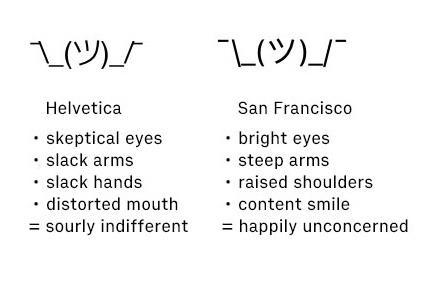 ¯\_(ツ)_/¯
Helvetica
· skeptical eyes
· slack arms
· slack hands
· distorted mouth
= sourly indifferent
¯\_(ツ)_/¯
San Francisco
· bright eyes
· steep arms
· raised shoulders
· content smile
= happily unconcerned